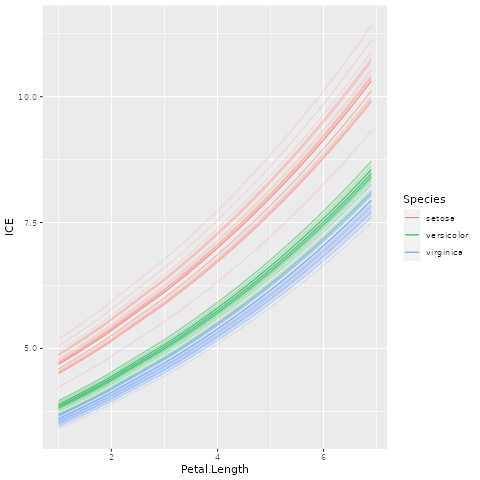 10.0
7.5
5.0
ICE
2
4
6
Petal.Length
Species
setosa
versicolor
virginica